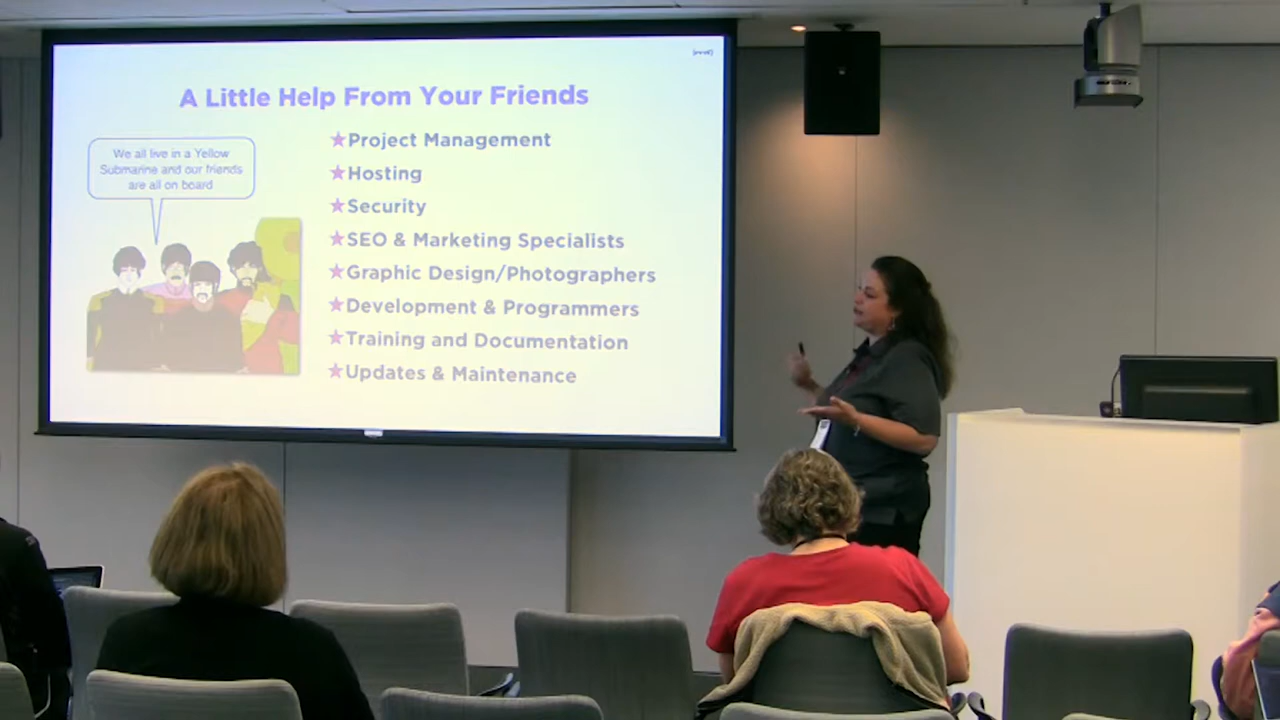 A Little Help From Your Friends
We all live in a Yellow
Submarine and our friends
are all on board
★Project Management
★Hosting
★Security
★SEO & Marketing Specialists
★Graphic Design/Photographers
★Development & Programmers
★Training and Documentation
★Updates & Maintenance